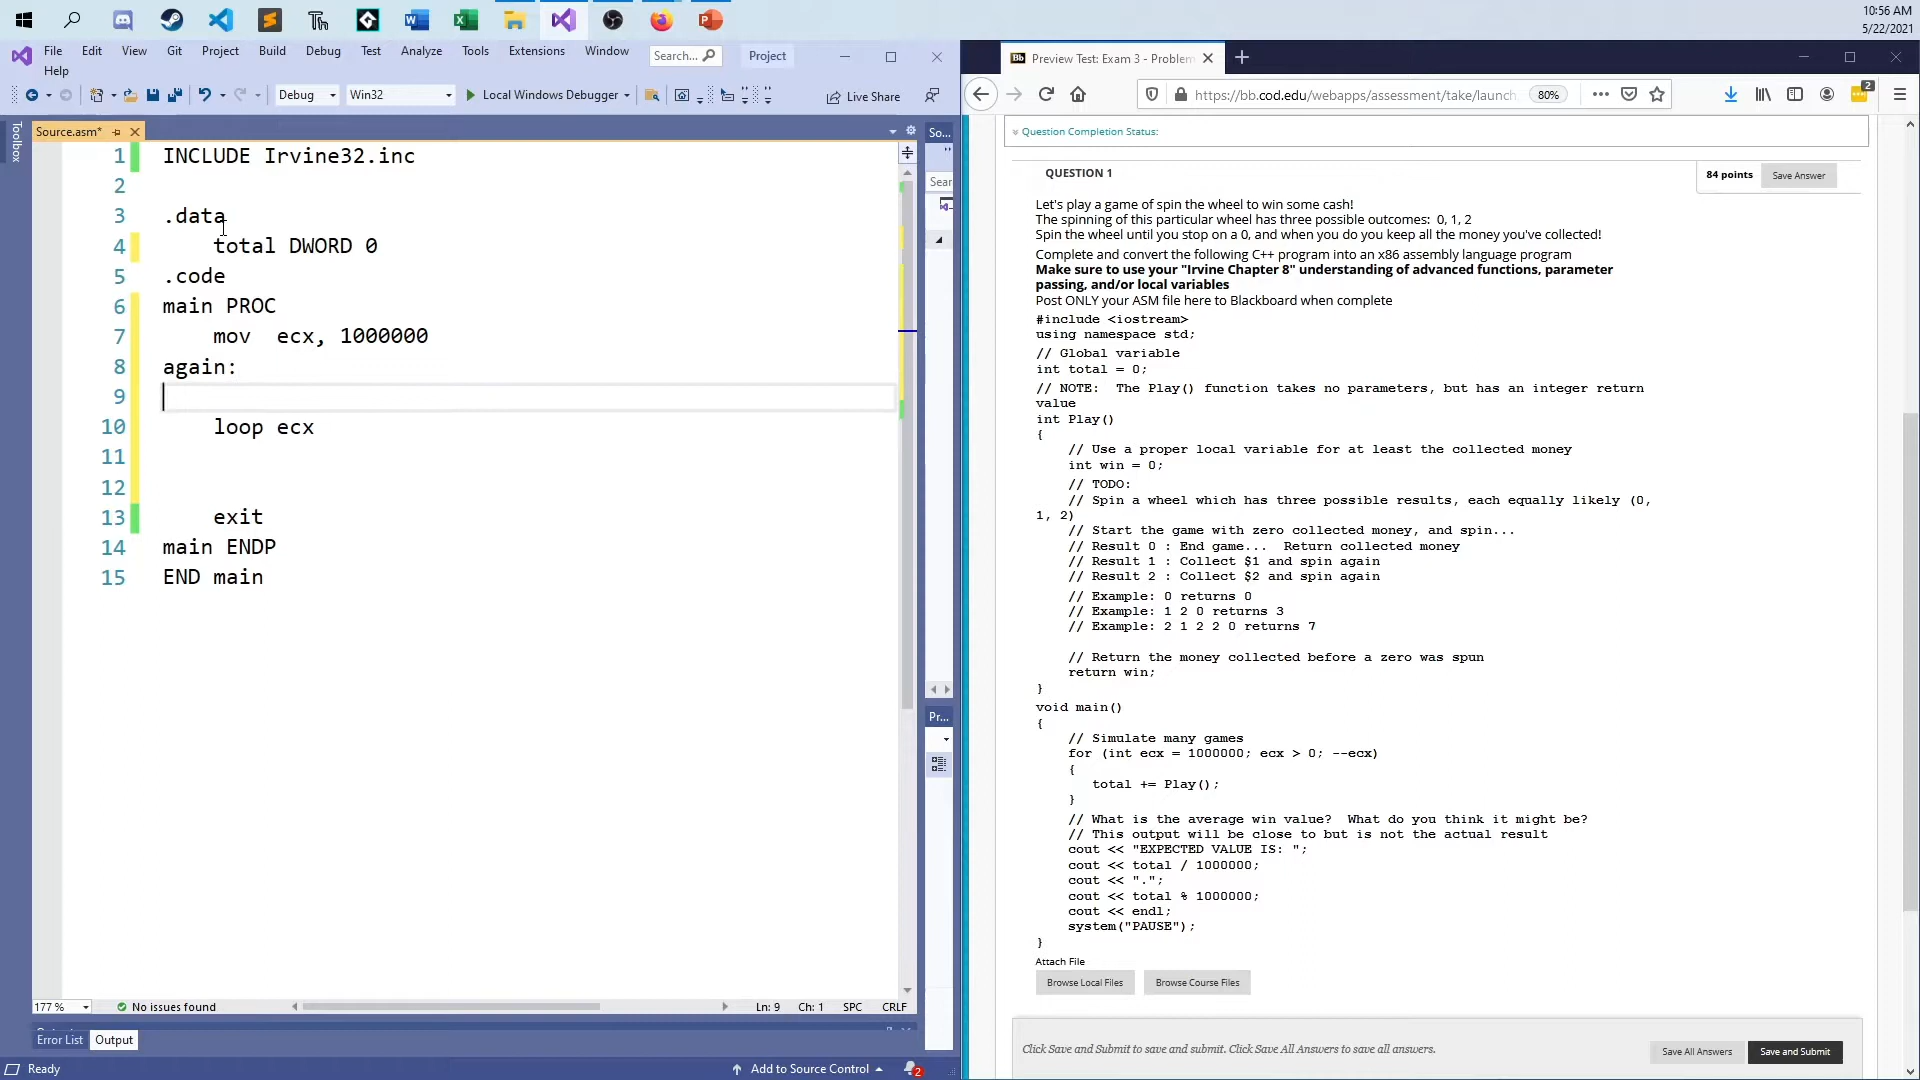 10:56 AM
5/22/2021
File Edit View Git Project Build Debug Test Analyze Tools Extensions Window Search... Project
Help
Debug Win32 Local Windows Debugger Live Share
Toolbox
Source.asm*
1 INCLUDE Irvine32.inc
2
3 .data
4 total DWORD 0
5 .code
6 main PROC
7 mov ecx, 1000000
8 again:
9
10 loop ecx
11
12
13 exit
14 main ENDP
15 END main
So...
Sear
Pr...
177 % No issues found Ln: 9 Ch: 1 SPC CRLF
Error List Output
Ready Add to Source Control 2
Preview Test: Exam 3 - Problem
https://bb.cod.edu/webapps/assessment/take/launch. 80% 2
Question Completion Status:
QUESTION 1
84 points Save Answer
Let's play a game of spin the wheel to win some cash!
The spinning of this particular wheel has three possible outcomes: 0, 1, 2
Spin the wheel until you stop on a 0, and when you do you keep all the money you've collected!
Complete and convert the following C++ program into an x86 assembly language program
Make sure to use your "Irvine Chapter 8" understanding of advanced functions, parameter
passing, and/or local variables
Post ONLY your ASM file here to Blackboard when complete
#include <iostream>
using namespace std;
// Global variable
int total = 0;
// NOTE: The Play() function takes no parameters, but has an integer return
value
int Play()
{
// Use a proper local variable for at least the collected money
int win = 0;
// TODO:
// Spin a wheel which has three possible results, each equally likely (0,
1, 2)
// Start the game with zero collected money, and spin...
// Result 0 : End game... Return collected money
// Result 1 : Collect $1 and spin again
// Result 2 : Collect $2 and spin again
// Example: 0 returns 0
// Example: 1 2 0 returns 3
// Example: 2 1 2 2 0 returns 7
// Return the money collected before a zero was spun
return win;
}
void main()
{
// Simulate many games
for (int ecx = 1000000; ecx > 0; --ecx)
{
total += Play();
}
// What is the average win value? What do you think it might be?
// This output will be close to but is not the actual result
cout << "EXPECTED VALUE IS: ";
cout << total / 1000000;
cout << ".";
cout << total % 1000000;
cout << endl;
system("PAUSE");
}
Attach File
Browse Local Files Browse Course Files
Click Save and Submit to save and submit. Click Save All Answers to save all answers.
Save All Answers Save and Submit